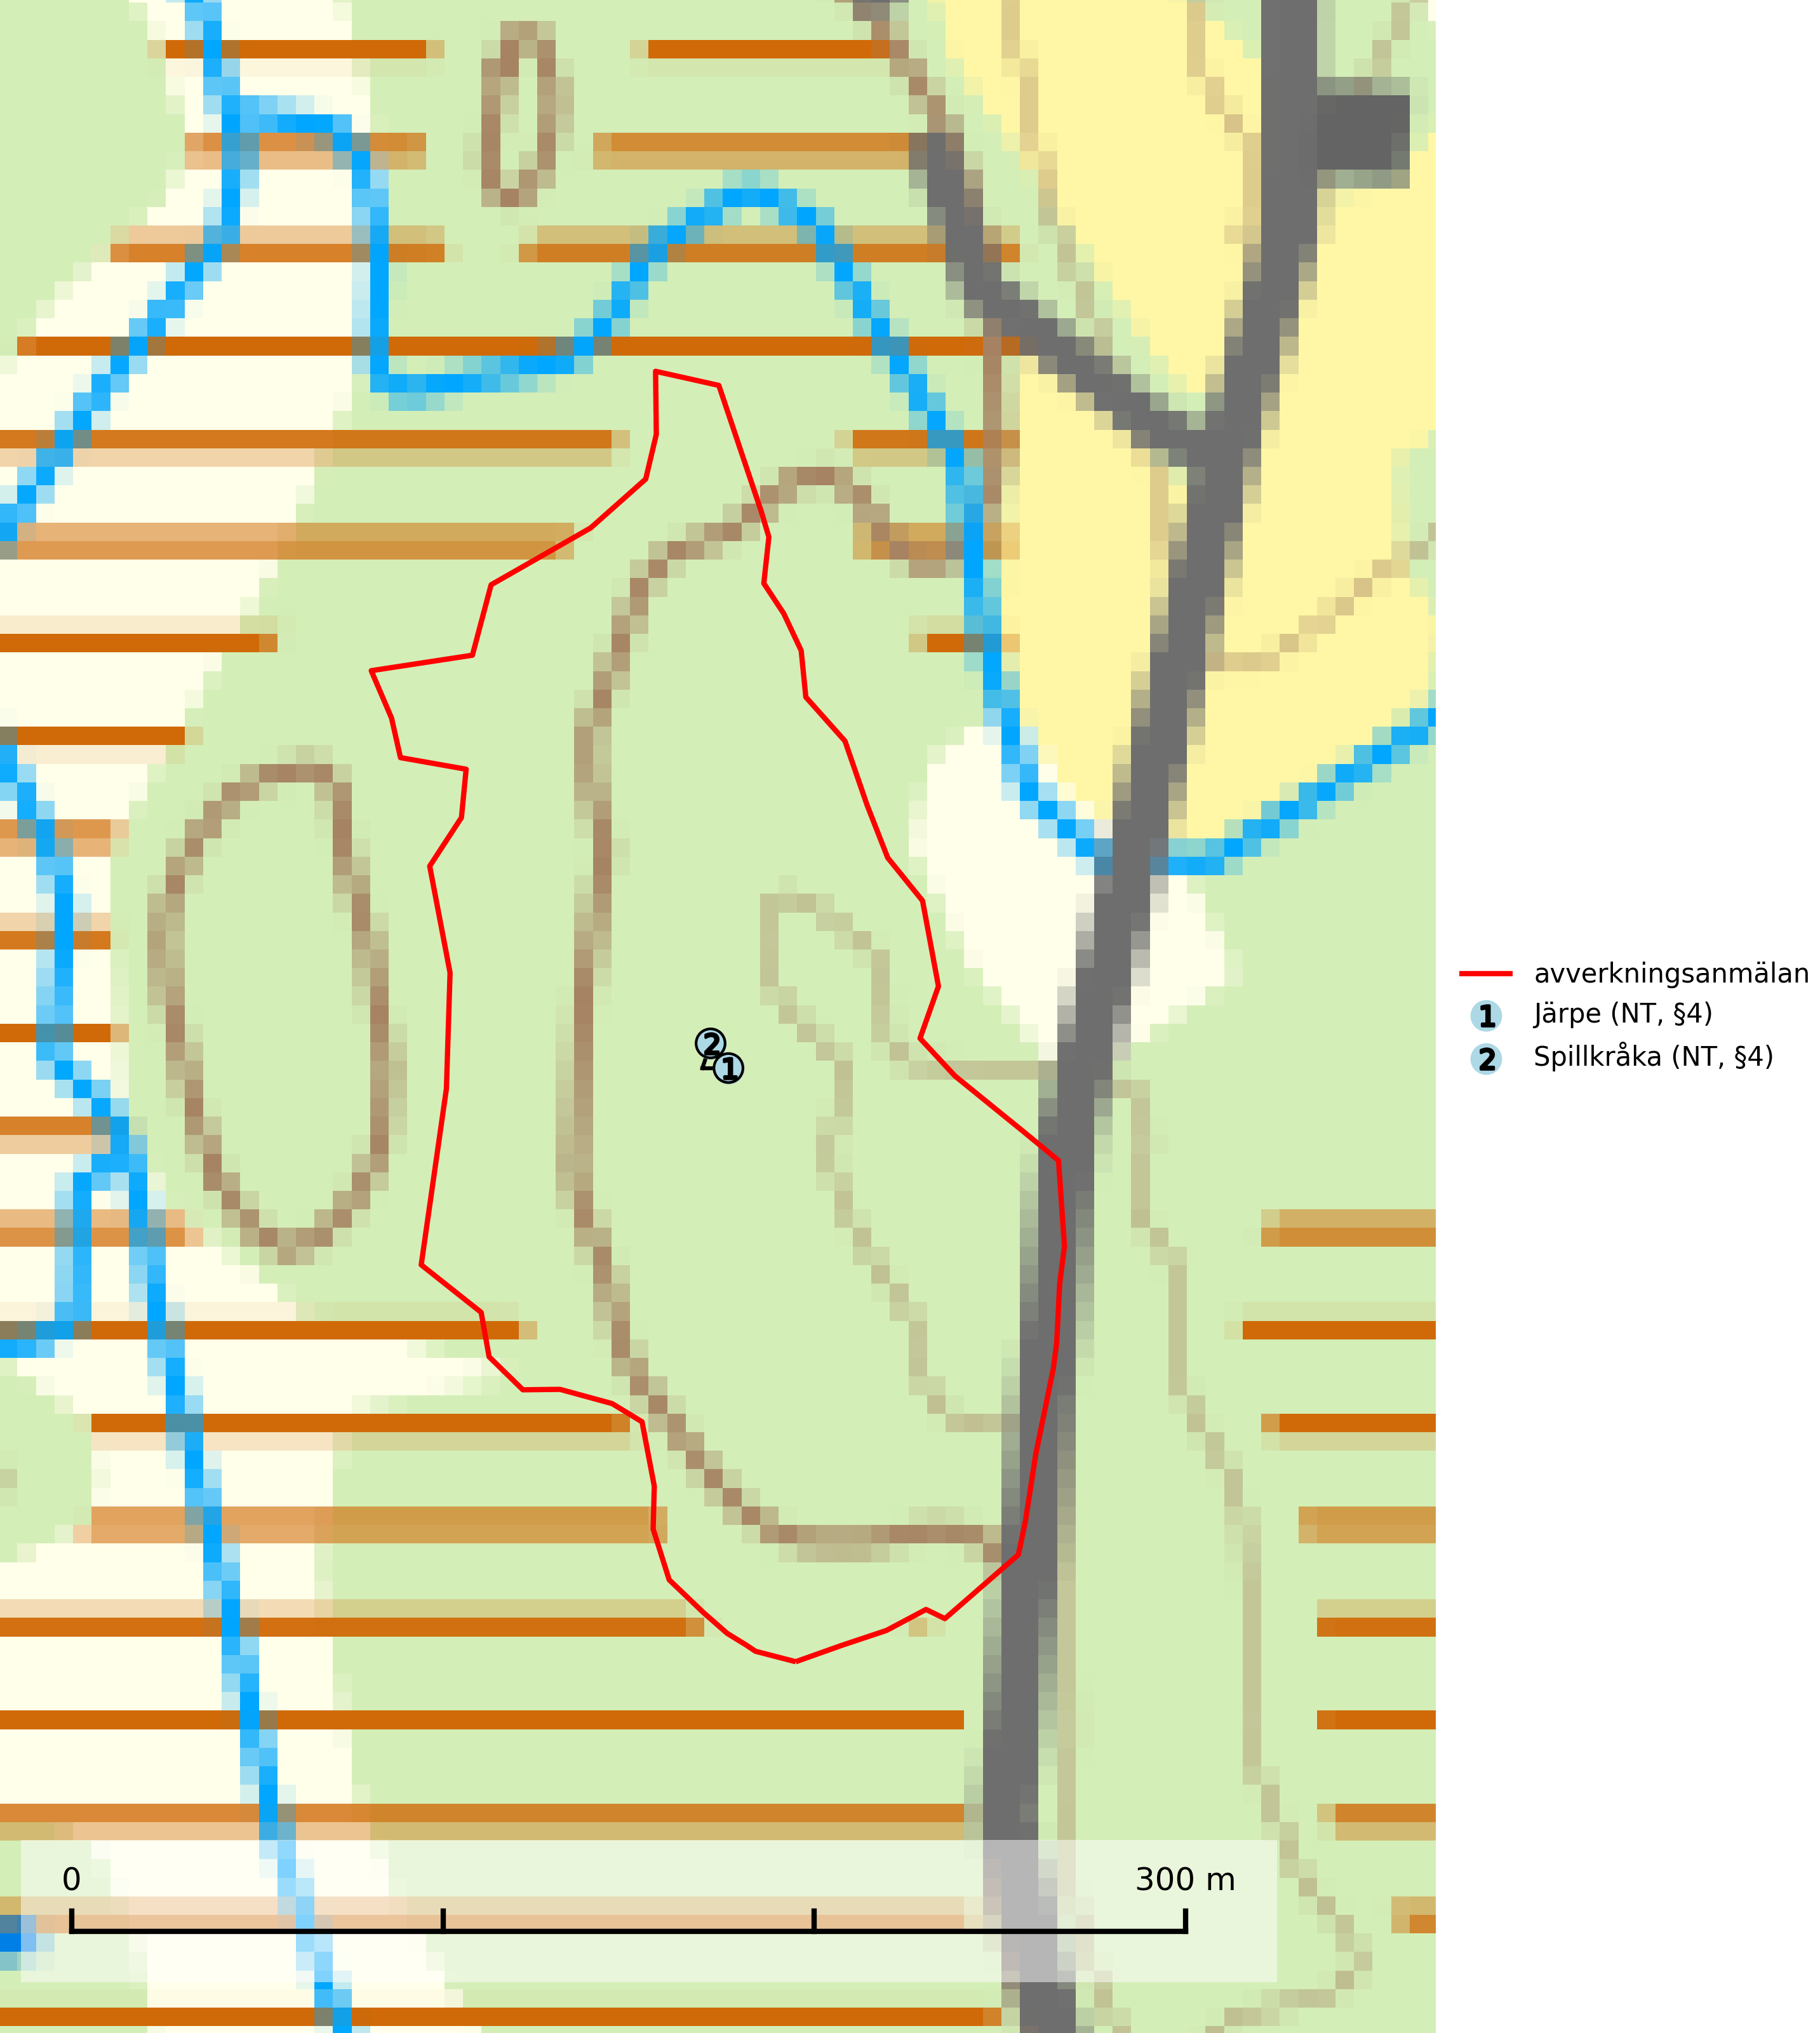 avverkningsanmälan
1 Järpe (NT, §4)
2 Spillkråka (NT, §4)
2
1
0 300 m